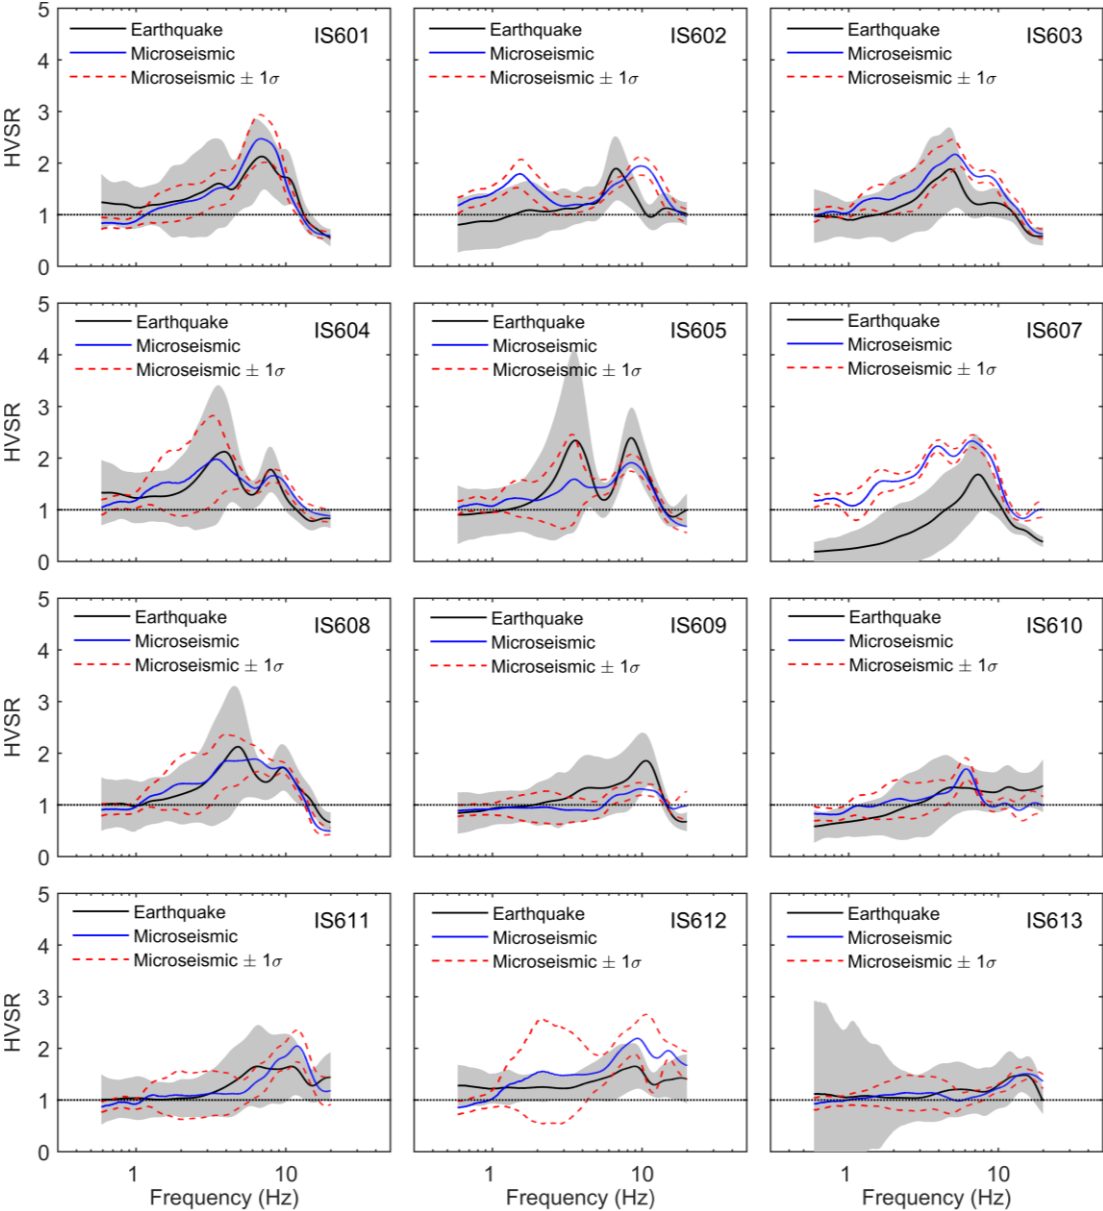 5
4
3
2
1
0
HVSR
Earthquake
Microseismic
Microseismic ± 1σ
IS601
Earthquake
Microseismic
Microseismic ± 1σ
IS602
Earthquake
Microseismic
Microseismic ± 1σ
IS603
5
4
3
2
1
0
HVSR
Earthquake
Microseismic
Microseismic ± 1σ
IS604
Earthquake
Microseismic
Microseismic ± 1σ
IS605
Earthquake
Microseismic
Microseismic ± 1σ
IS607
5
4
3
2
1
0
HVSR
Earthquake
Microseismic
Microseismic ± 1σ
IS608
Earthquake
Microseismic
Microseismic ± 1σ
IS609
Earthquake
Microseismic
Microseismic ± 1σ
IS610
5
4
3
2
1
0
HVSR
Earthquake
Microseismic
Microseismic ± 1σ
IS611
1 10
Frequency (Hz)
Earthquake
Microseismic
Microseismic ± 1σ
IS612
1 10
Frequency (Hz)
Earthquake
Microseismic
Microseismic ± 1σ
IS613
1 10
Frequency (Hz)